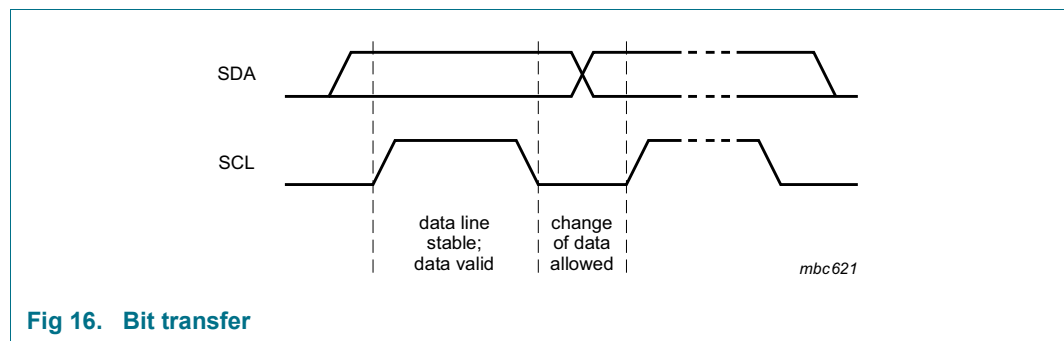 SDA
SCL
data line
stable;
data valid
change
of data
allowed
mbc621
Fig 16. Bit transfer